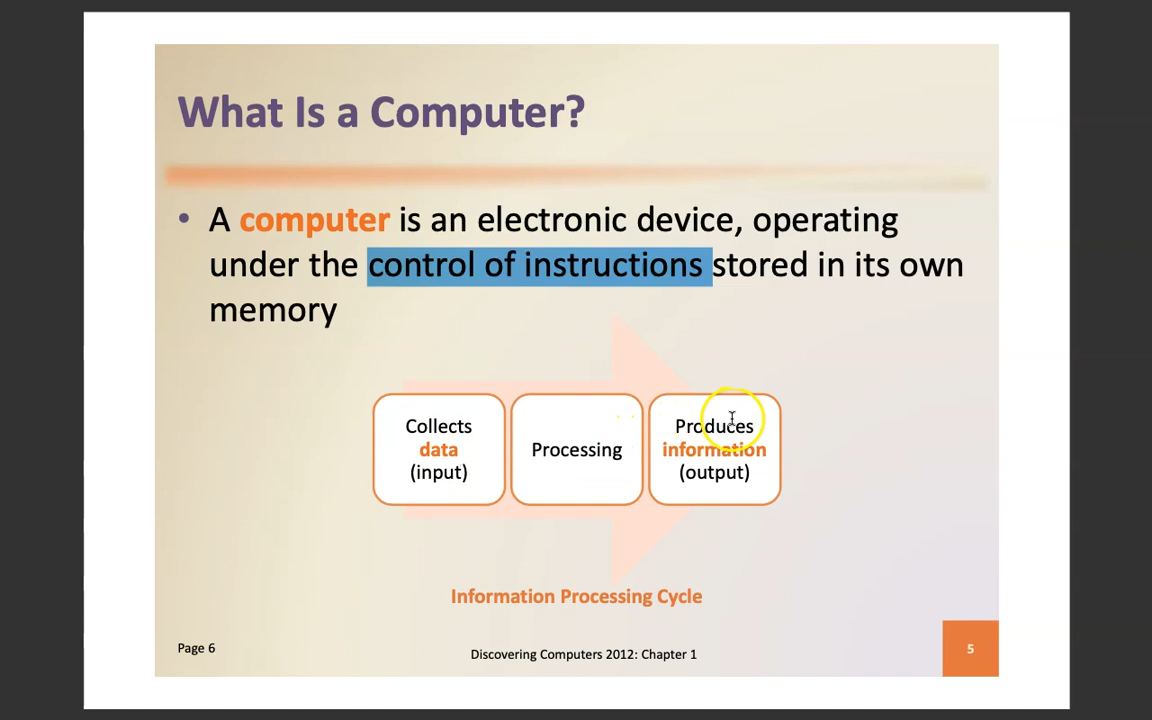 What Is a Computer?
• A computer is an electronic device, operating
under the control of instructions stored in its own
memory
Collects
data
(input)
Processing
Produces
information
(output)
Information Processing Cycle
Page 6
Discovering Computers 2012: Chapter 1
5